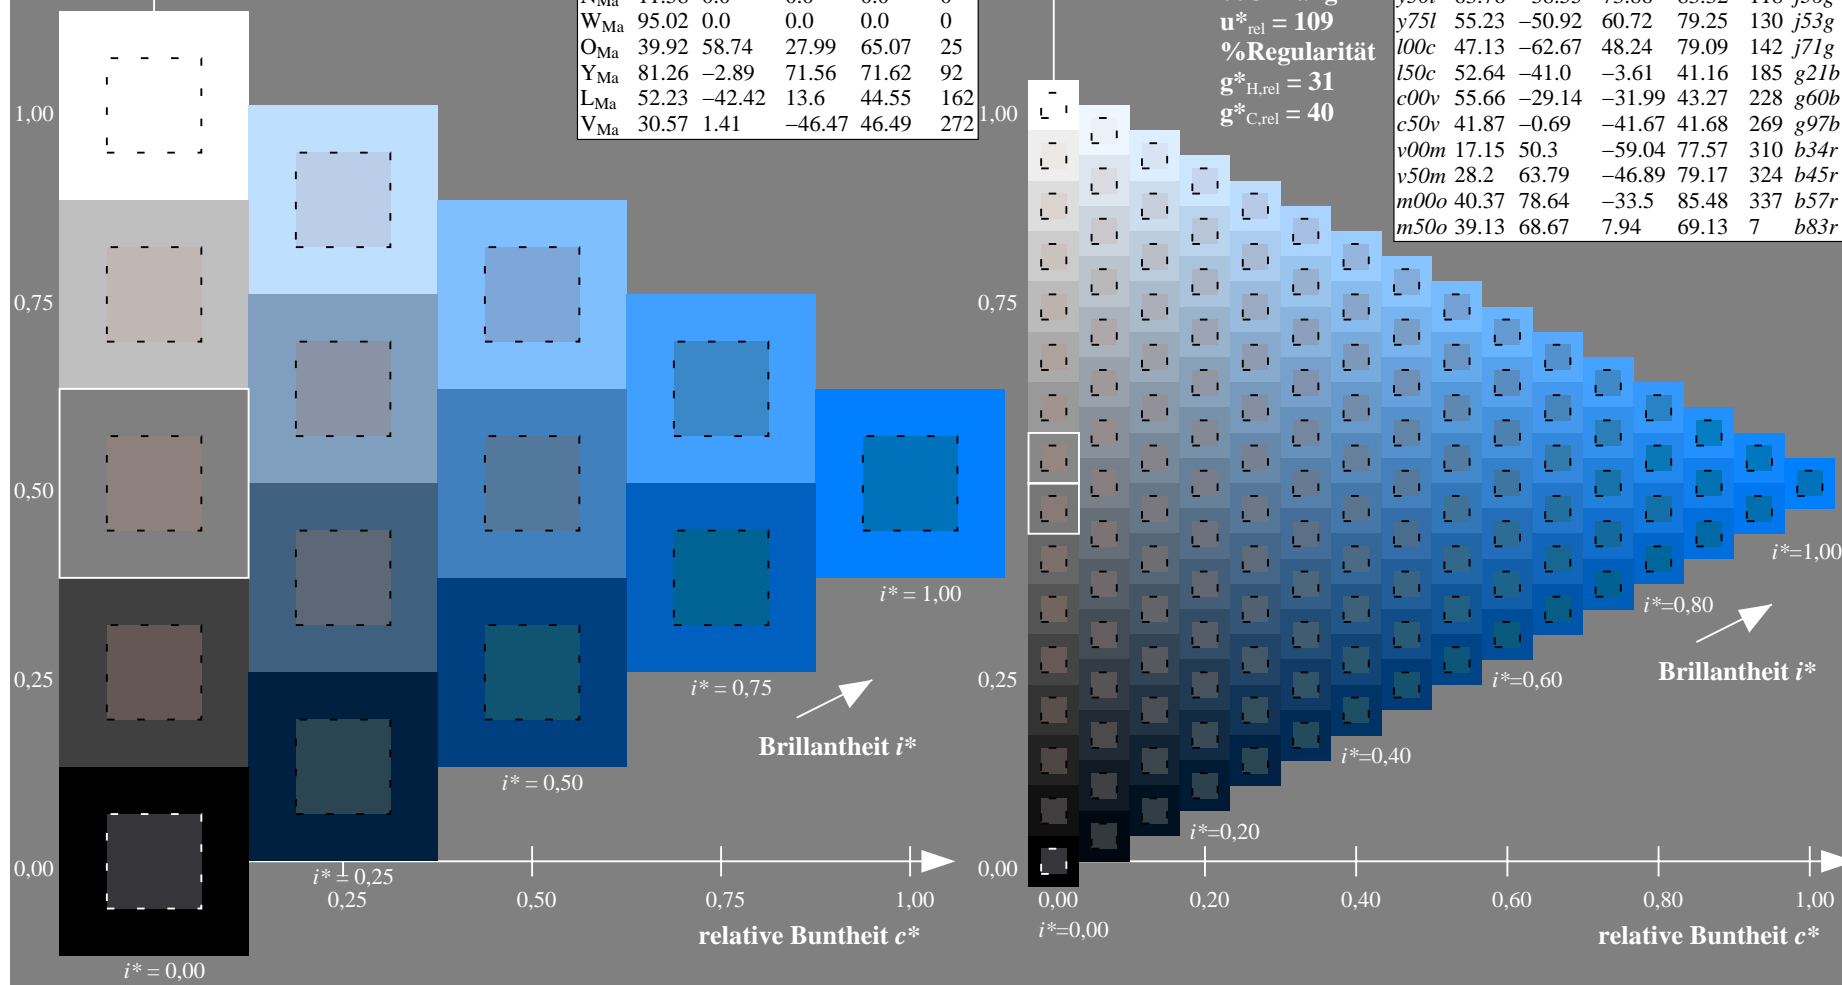 W_Ma 95.02 0.0 0.0 0.0 0
O_Ma 39.92 58.74 27.99 65.07 25
Y_Ma 81.26 −2.89 71.56 71.62 92
L_Ma 52.23 −42.42 13.6 44.55 162
V_Ma 30.57 1.41 −46.47 46.49 272
u*_rel = 109
%Regularität
g*_H,rel = 31
g*_C,rel = 40
y75l 55.23 −50.92 60.72 79.25 130 j53g
l00c 47.13 −62.67 48.24 79.09 142 j71g
l50c 52.64 −41.0 −3.61 41.16 185 g21b
c00v 55.66 −29.14 −31.99 43.27 228 g60b
c50v 41.87 −0.69 −41.67 41.68 269 g97b
v00m 17.15 50.3 −59.04 77.57 310 b34r
v50m 28.2 63.79 −46.89 79.17 324 b45r
m00o 40.37 78.64 −33.5 85.48 337 b57r
m50o 39.13 68.67 7.94 69.13 7 b83r
1,00
0,75
0,50
0,25
0,00
i* = 1,00
i* = 0,75
Brillantheit i*
i* = 0,50
i* = 0,25
0,25 0,50 0,75 1,00
relative Buntheit c*
i* = 0,00
1,00
0,75
0,50
0,25
0,00
i*=1,00
i*=0,80
Brillantheit i*
i*=0,60
i*=0,40
i*=0,20
0,00 0,20 0,40 0,60 0,80 1,00
i*=0,00
relative Buntheit c*